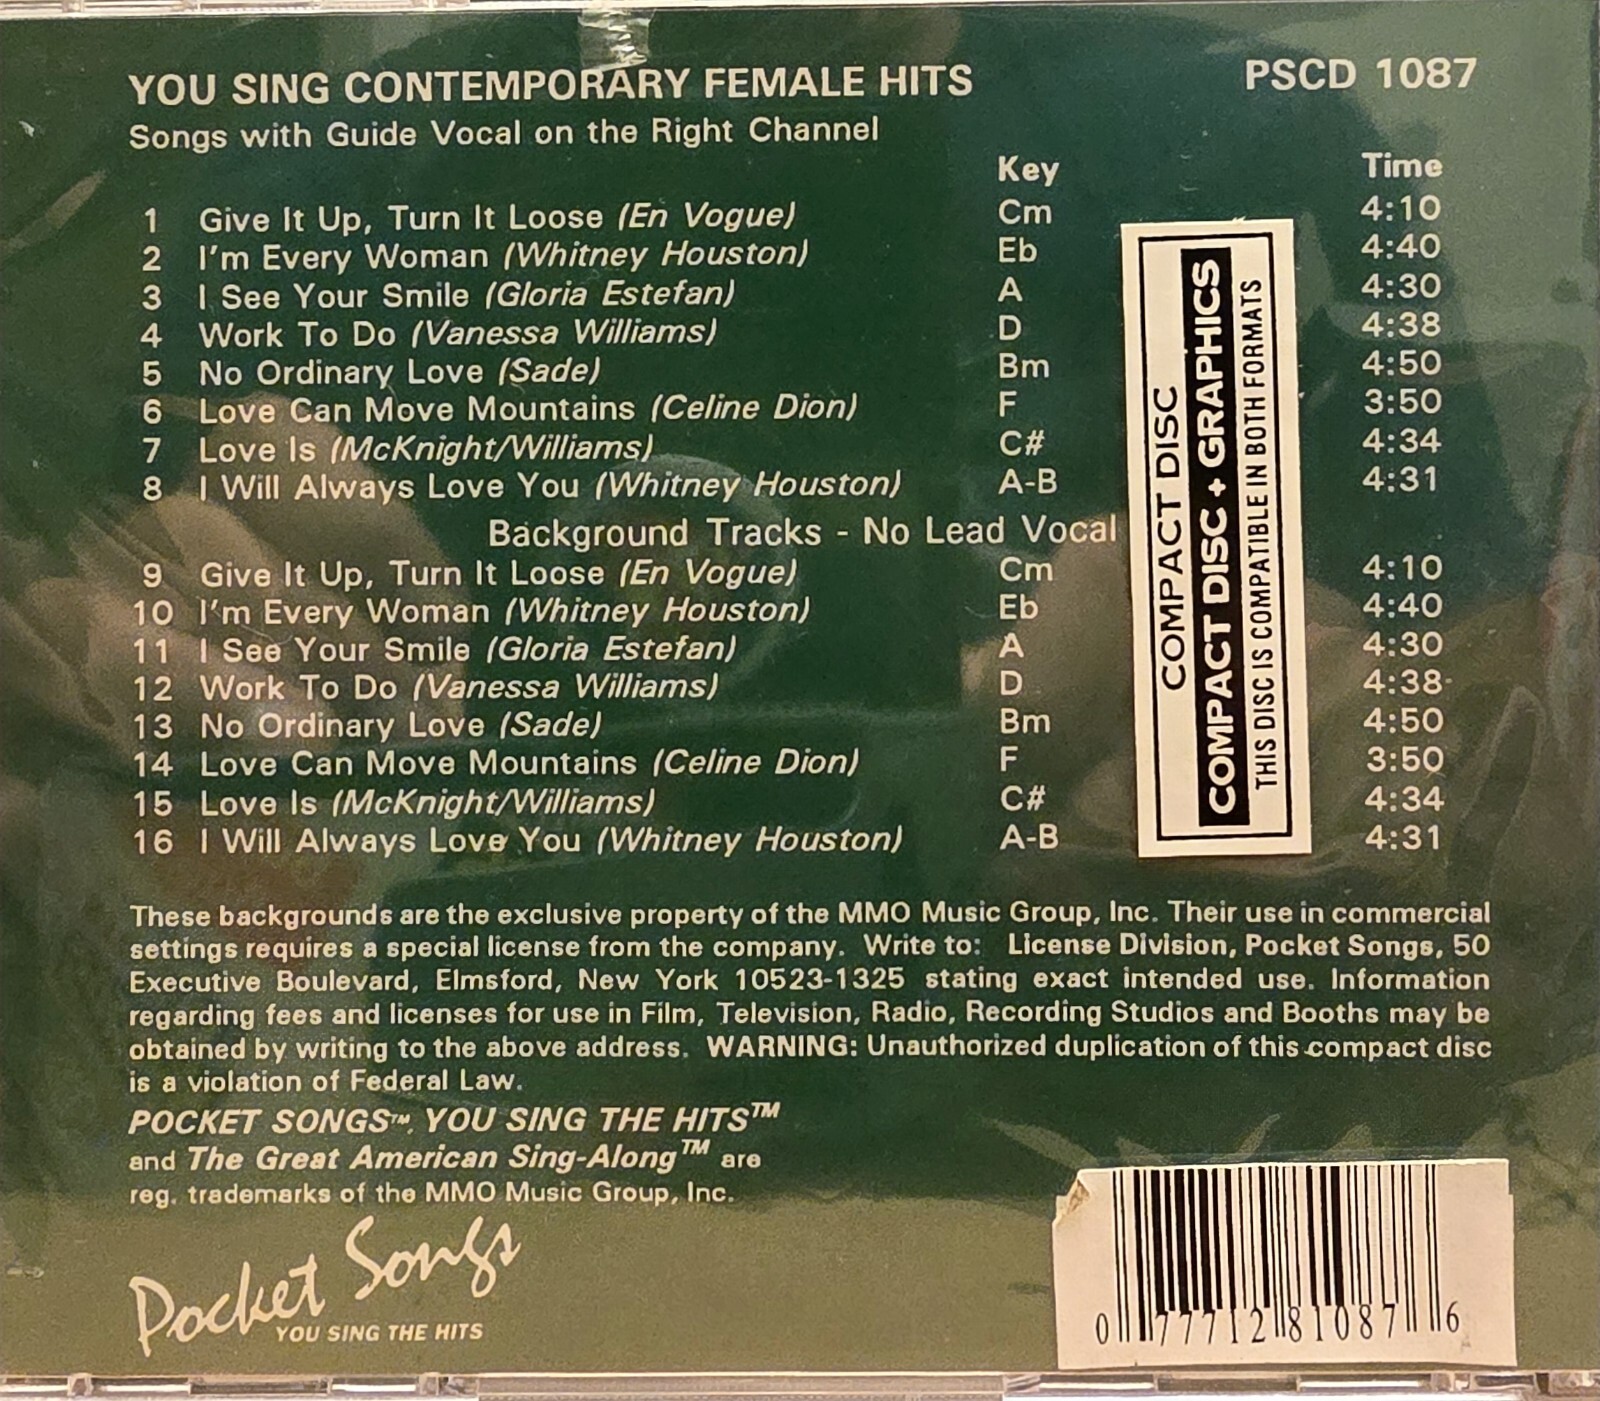 YOU SING CONTEMPORARY FEMALE HITS PSCD 1087
Songs with Guide Vocal on the Right Channel
Key Time
1 Give It Up, Turn It Loose (En Vogue) Cm 4:10
2 I'm Every Woman (Whitney Houston) Eb 4:40
3 I See Your Smile (Gloria Estefan) A 4:30
4 Work To Do (Vanessa Williams) D 4:38
5 No Ordinary Love (Sade) Bm 4:50
6 Love Can Move Mountains (Celine Dion) F 3:50
7 Love Is (McKnight/Williams) C# 4:34
8 I Will Always Love You (Whitney Houston) A-B 4:31
Background Tracks - No Lead Vocal
9 Give It Up, Turn It Loose (En Vogue) Cm 4:10
10 I'm Every Woman (Whitney Houston) Eb 4:40
11 I See Your Smile (Gloria Estefan) A 4:30
12 Work To Do (Vanessa Williams) D 4:38
13 No Ordinary Love (Sade) Bm 4:50
14 Love Can Move Mountains (Celine Dion) F 3:50
15 Love Is (McKnight/Williams) C# 4:34
16 I Will Always Love You (Whitney Houston) A-B 4:31
COMPACT DISC
COMPACT DISC + GRAPHICS
THIS DISC IS COMPATIBLE IN BOTH FORMATS
These backgrounds are the exclusive property of the MMO Music Group, Inc. Their use in commercial
settings requires a special license from the company. Write to: License Division, Pocket Songs, 50
Executive Boulevard, Elmsford, New York 10523-1325 stating exact intended use. Information
regarding fees and licenses for use in Film, Television, Radio, Recording Studios and Booths may be
obtained by writing to the above address. WARNING: Unauthorized duplication of this compact disc
is a violation of Federal Law.
POCKET SONGS™, YOU SING THE HITS™
and The Great American Sing-Along™ are
reg. trademarks of the MMO Music Group, Inc.
Pocket Songs
YOU SING THE HITS
0 77712 81087 6